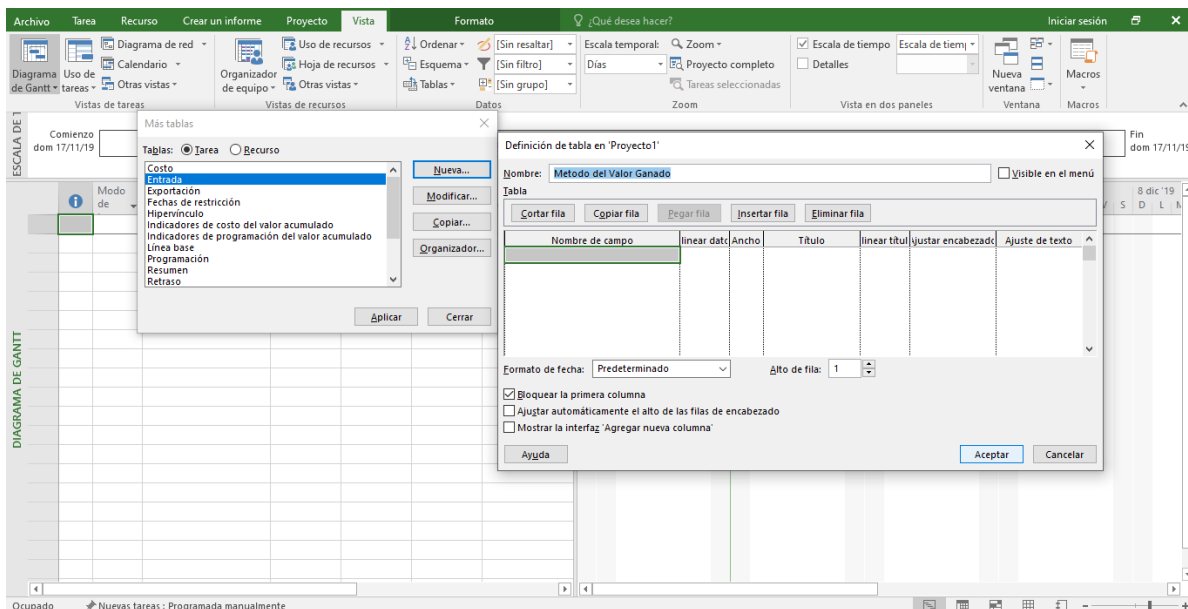 Archivo Tarea Recurso Crear un informe Proyecto Vista Formato ¿Qué desea hacer? Iniciar sesión
Diagrama de Gantt
Uso de tareas
Diagrama de red
Calendario
Otras vistas
Vistas de tareas
Organizador de equipo
Uso de recursos
Hoja de recursos
Otras vistas
Vistas de recursos
Ordenar
Esquema
Tablas
[Sin resaltar]
[Sin filtro]
[Sin grupo]
Datos
Escala temporal:
Días
Zoom
Proyecto completo
Tareas seleccionadas
Zoom
Escala de tiempo Escala de tiem
Detalles
Vista en dos paneles
Nueva ventana
Ventana
Macros
Macros
ESCALA DE T
Comienzo
dom 17/11/19
Fin
dom 17/11/19
Modo
de
8 dic '19
V S D L M
DIAGRAMA DE GANTT
Más tablas
Tablas: Tarea Recurso
Costo
Entrada
Exportación
Fechas de restricción
Hipervínculo
Indicadores de costo del valor acumulado
Indicadores de programación del valor acumulado
Línea base
Programación
Resumen
Retraso
Nueva...
Modificar...
Copiar...
Organizador...
Aplicar Cerrar
Definición de tabla en 'Proyecto1'
Nombre: Metodo del Valor Ganado Visible en el menú
Tabla
Cortar fila Copiar fila Pegar fila Insertar fila Eliminar fila
Nombre de campo linear datc Ancho Título linear títul ajustar encabezadc Ajuste de texto
Formato de fecha: Predeterminado Alto de fila: 1
Bloquear la primera columna
Ajustar automáticamente el alto de las filas de encabezado
Mostrar la interfaz 'Agregar nueva columna'
Ayuda Aceptar Cancelar
Ocupado Nuevas tareas : Programada manualmente